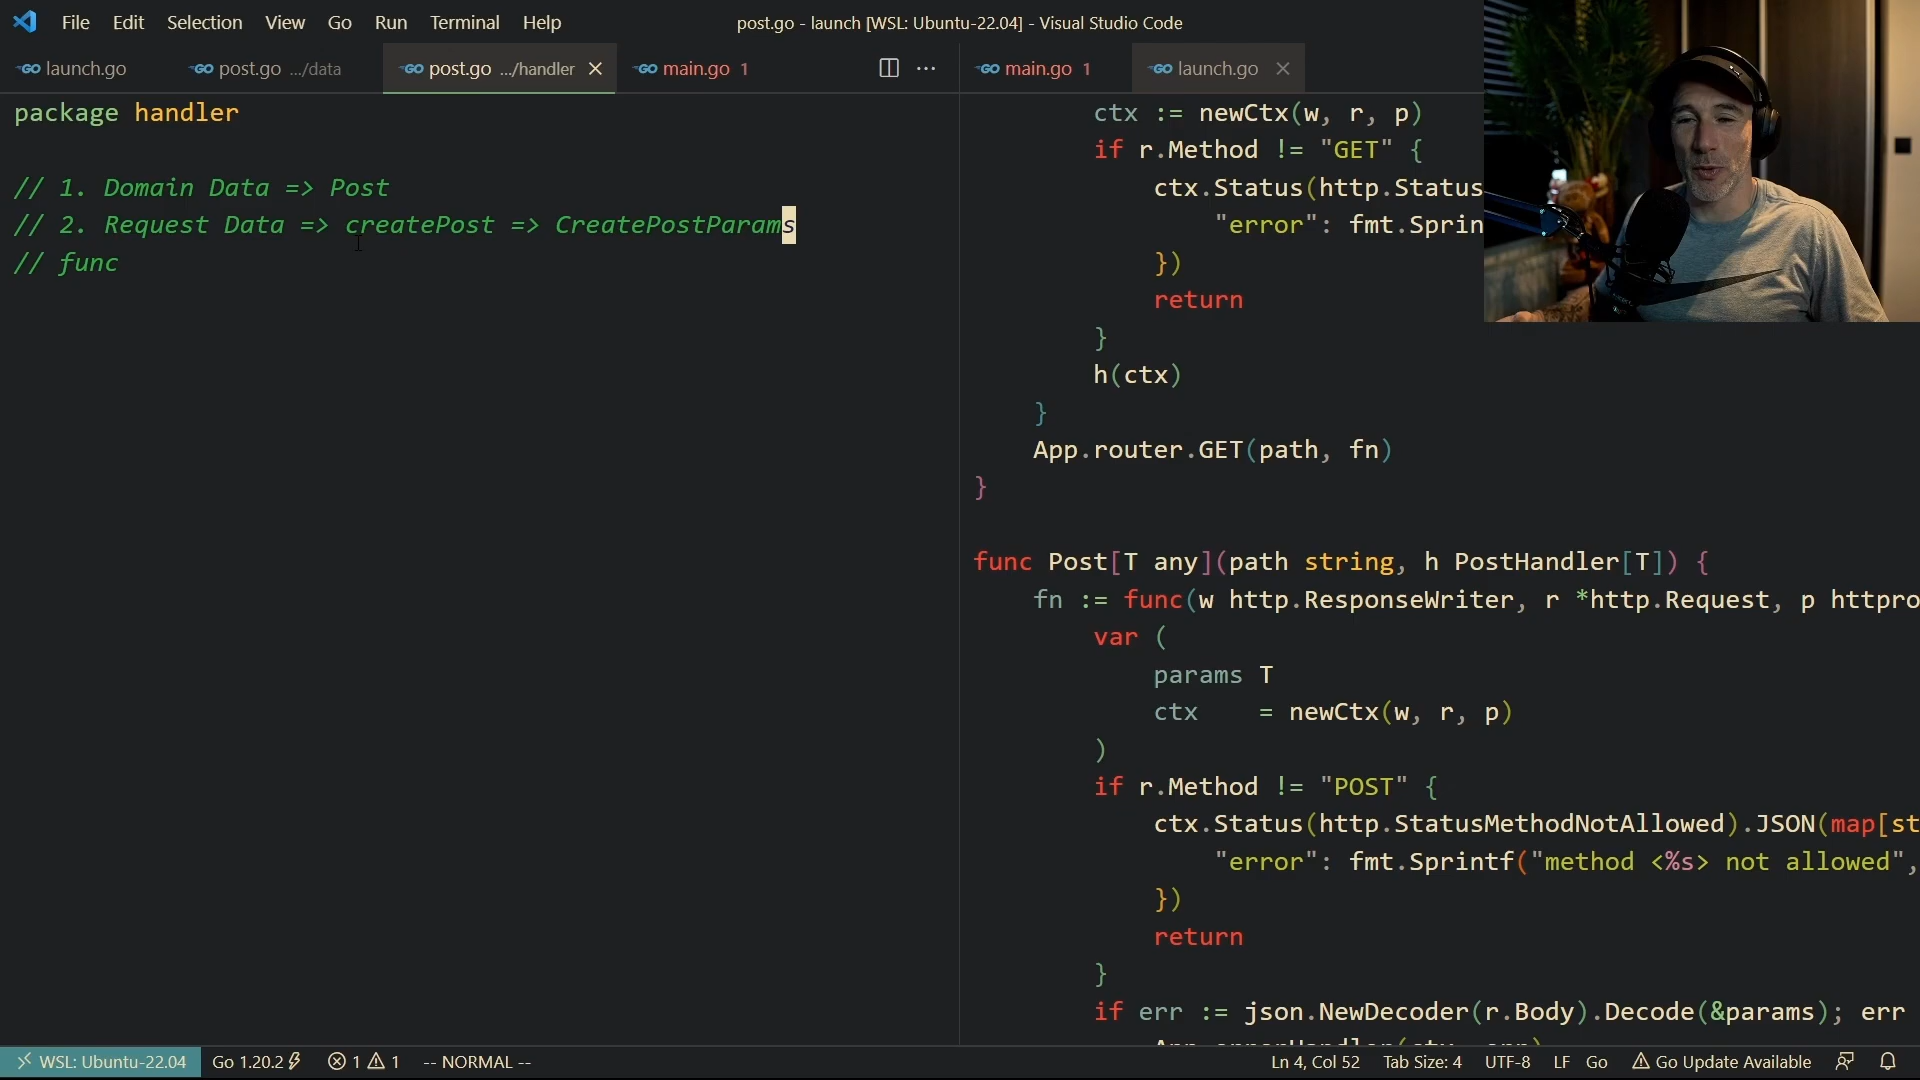 File Edit Selection View Go Run Terminal Help
post.go - launch [WSL: Ubuntu-22.04] - Visual Studio Code
GO launch.go
GO post.go .../data
GO post.go .../handler
GO main.go 1
GO main.go 1
GO launch.go
package handler
// 1. Domain Data => Post
// 2. Request Data => createPost => CreatePostParams
// func
ctx := newCtx(w, r, p)
if r.Method != "GET" {
ctx.Status(http.Status
"error": fmt.Sprin
})
return
}
h(ctx)
}
App.router.GET(path, fn)
}
func Post[T any](path string, h PostHandler[T]) {
fn := func(w http.ResponseWriter, r *http.Request, p httpro
var (
params T
ctx = newCtx(w, r, p)
)
if r.Method != "POST" {
ctx.Status(http.StatusMethodNotAllowed).JSON(map[st
"error": fmt.Sprintf("method <%s> not allowed",
})
return
}
if err := json.NewDecoder(r.Body).Decode(&params); err
WSL: Ubuntu-22.04 Go 1.20.2 1 1 -- NORMAL --
Ln 4, Col 52 Tab Size: 4 UTF-8 LF Go Go Update Available